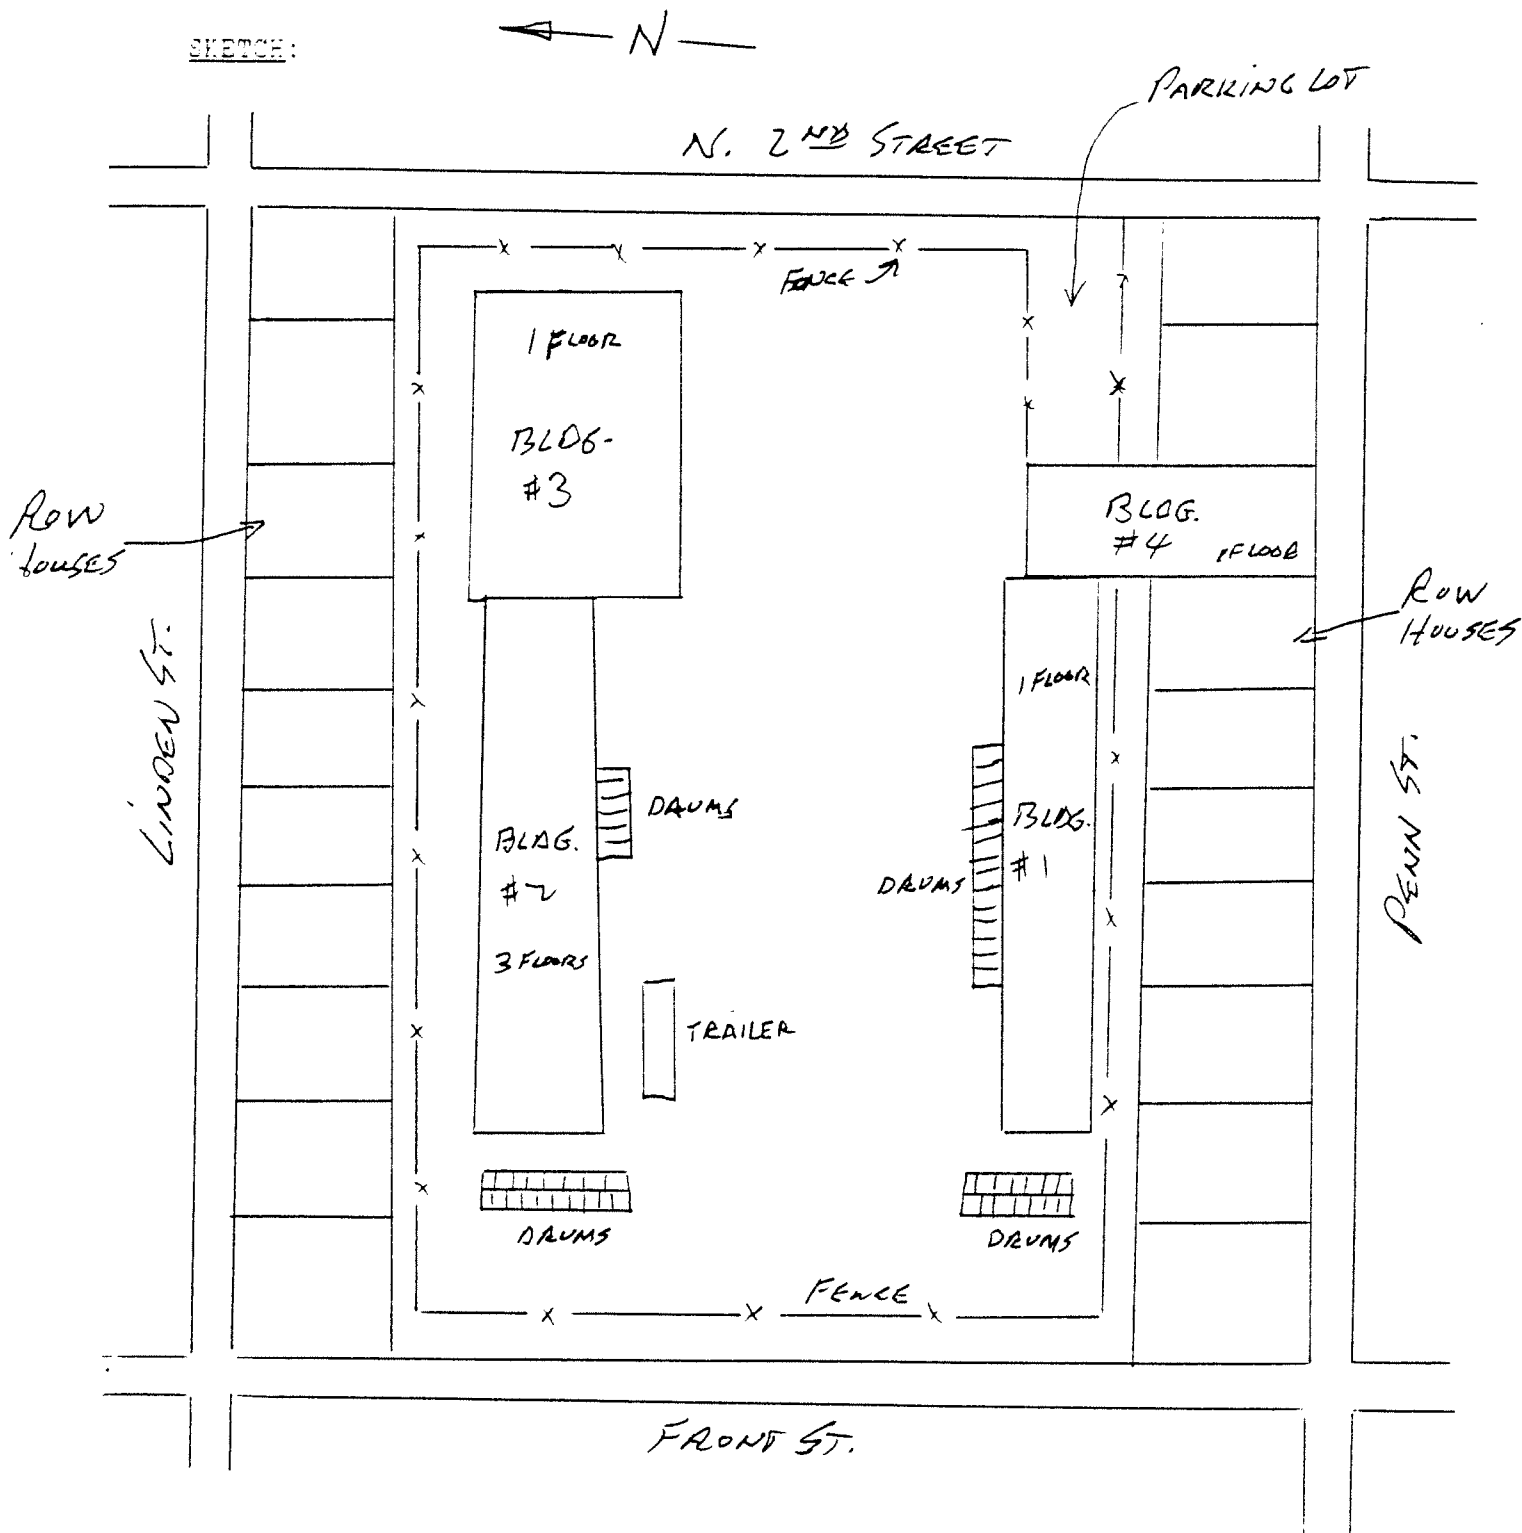 SKETCH:
N
PARKING LOT
N. 2ND STREET
FENCE
1 FLOOR
BLDG.
#3
ROW
HOUSES
BLDG.
#4 1 FLOOR
ROW
HOUSES
1 FLOOR
LINDEN ST.
PENN ST.
DRUMS
BLDG.
#2
3 FLOORS
BLDG.
#1
DRUMS
TRAILER
DRUMS
DRUMS
FENCE
FRONT ST.